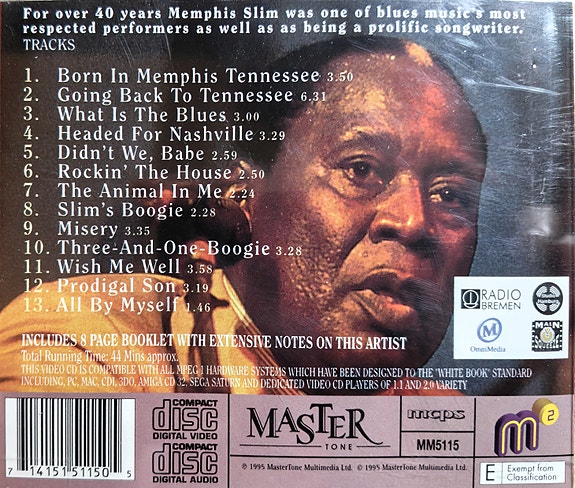 For over 40 years Memphis Slim was one of blues music's most
respected performers as well as as being a prolific songwriter.
TRACKS
1. Born In Memphis Tennessee 3.50
2. Going Back To Tennessee 6.31
3. What Is The Blues 3.00
4. Headed For Nashville 3.29
5. Didn't We, Babe 2.59
6. Rockin' The House 2.50
7. The Animal In Me 2.24
8. Slim's Boogie 2.28
9. Misery 3.35
10. Three-And-One-Boogie 3.28
11. Wish Me Well 3.58
12. Prodigal Son 3.19
13. All By Myself 1.46
RADIO
BREMEN
Studio
Hamburg
M
OmniMedia
MAIN
INCLUDES 8 PAGE BOOKLET WITH EXTENSIVE NOTES ON THIS ARTIST
Total Running Time: 44 Mins approx.
THIS VIDEO CD IS COMPATIBLE WITH ALL MPEG 1 HARDWARE SYSTEMS WHICH HAVE BEEN DESIGNED TO THE 'WHITE BOOK' STANDARD
INCLUDING, PC, MAC, CDI, 3DO, AMIGA CD 32, SEGA SATURN AND DEDICATED VIDEO CD PLAYERS OF 1.1 AND 2.0 VARIETY
7 14151 51150 5
COMPACT
disc
DIGITAL VIDEO
COMPACT
disc
DIGITAL AUDIO
MASTER
TONE
mcps
MM5115
m2
® 1995 MasterTone Multimedia Ltd. © 1995 MasterTone Multimedia Ltd.
E Exempt from
Classification